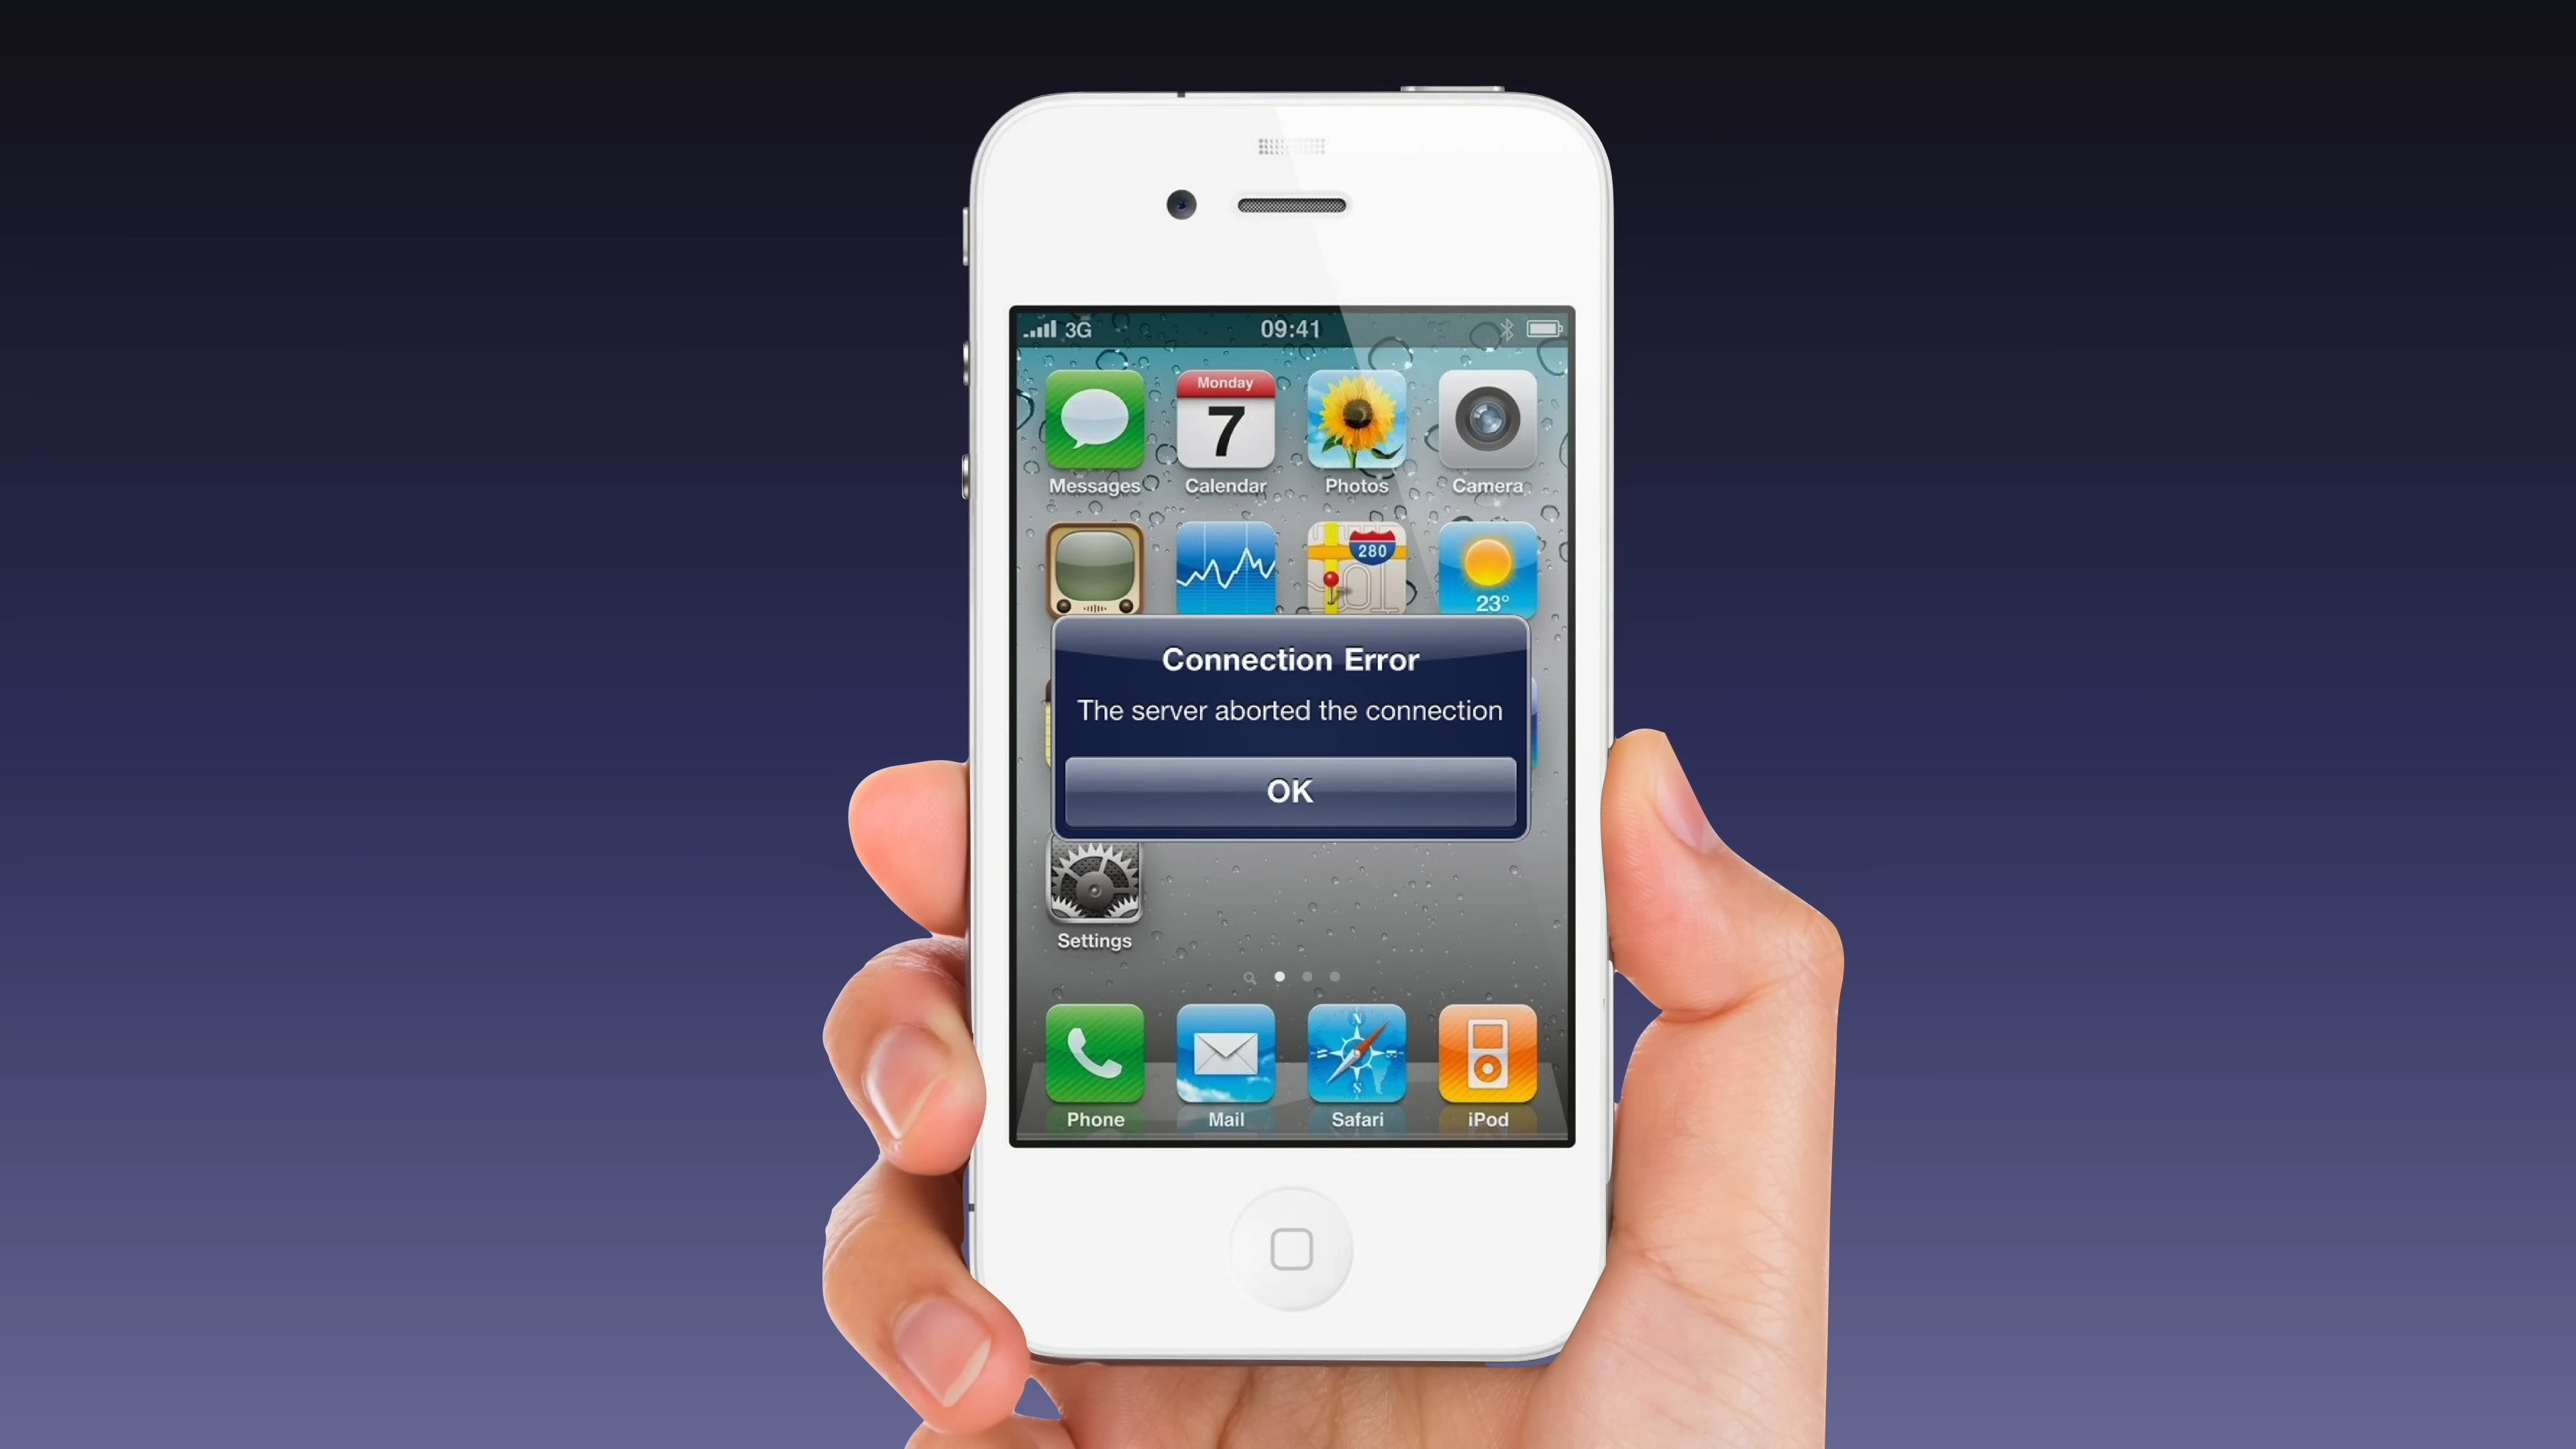 3G 09:41
Monday
7
Messages Calendar Photos Camera
280
23°
Connection Error
The server aborted the connection
OK
Settings
N
S
Phone Mail Safari iPod